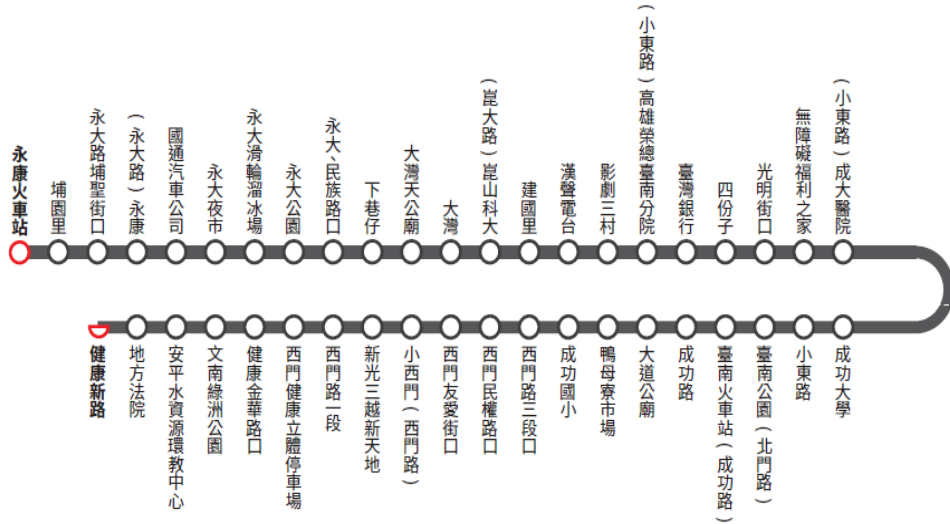 永康火車站
埔園里
永大路埔聖街口
(永大路)永康
國通汽車公司
永大夜市
永大滑輪溜冰場
永大公園
永大、民族路口
下巷仔
大灣天公廟
大灣
(崑大路)崑山科大
建國里
漢聲電台
影劇三村
(小東路)高雄榮總臺南分院
臺灣銀行
四份子
光明街口
無障礙福利之家
(小東路)成大醫院
成功大學
小東路
臺南公園(北門路)
臺南火車站(成功路)
成功路
大道公廟
鴨母寮市場
成功國小
西門路三段口
西門民權路口
西門友愛街口
小西門(西門路)
新光三越新天地
西門路一段
西門健康立體停車場
健康金華路口
文南綠洲公園
安平水資源環教中心
地方法院
健康新路